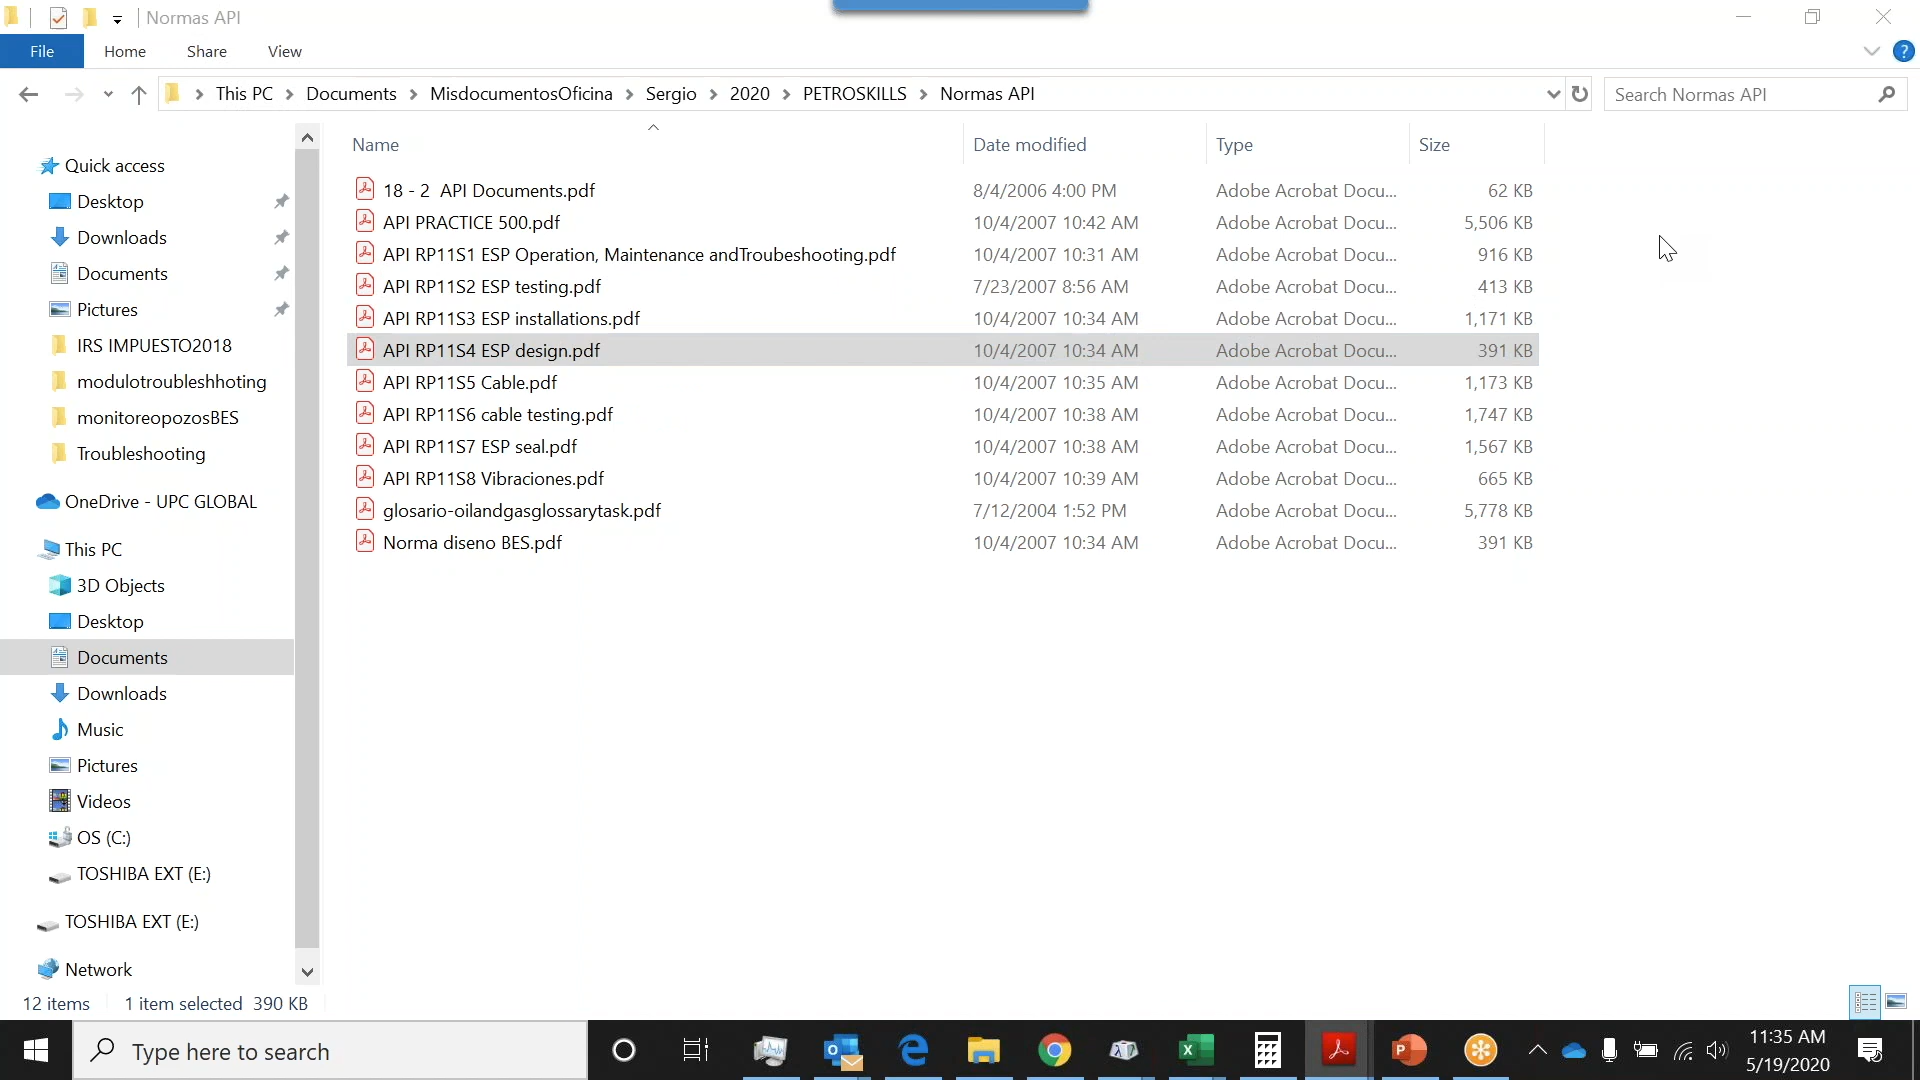 Normas API
File Home Share View
This PC Documents MisdocumentosOficina Sergio 2020 PETROSKILLS Normas API
Search Normas API
Name Date modified Type Size
Quick access
Desktop
Downloads
Documents
Pictures
IRS IMPUESTO2018
modulotroubleshhoting
monitoreopozosBES
Troubleshooting
OneDrive - UPC GLOBAL
This PC
3D Objects
Desktop
Documents
Downloads
Music
Pictures
Videos
OS (C:)
TOSHIBA EXT (E:)
TOSHIBA EXT (E:)
Network
18 - 2 API Documents.pdf 8/4/2006 4:00 PM Adobe Acrobat Docu... 62 KB
API PRACTICE 500.pdf 10/4/2007 10:42 AM Adobe Acrobat Docu... 5,506 KB
API RP11S1 ESP Operation, Maintenance andTroubeshooting.pdf 10/4/2007 10:31 AM Adobe Acrobat Docu... 916 KB
API RP11S2 ESP testing.pdf 7/23/2007 8:56 AM Adobe Acrobat Docu... 413 KB
API RP11S3 ESP installations.pdf 10/4/2007 10:34 AM Adobe Acrobat Docu... 1,171 KB
API RP11S4 ESP design.pdf 10/4/2007 10:34 AM Adobe Acrobat Docu... 391 KB
API RP11S5 Cable.pdf 10/4/2007 10:35 AM Adobe Acrobat Docu... 1,173 KB
API RP11S6 cable testing.pdf 10/4/2007 10:38 AM Adobe Acrobat Docu... 1,747 KB
API RP11S7 ESP seal.pdf 10/4/2007 10:38 AM Adobe Acrobat Docu... 1,567 KB
API RP11S8 Vibraciones.pdf 10/4/2007 10:39 AM Adobe Acrobat Docu... 665 KB
glosario-oilandgasglossarytask.pdf 7/12/2004 1:52 PM Adobe Acrobat Docu... 5,778 KB
Norma diseno BES.pdf 10/4/2007 10:34 AM Adobe Acrobat Docu... 391 KB
12 items 1 item selected 390 KB
Type here to search
11:35 AM
5/19/2020